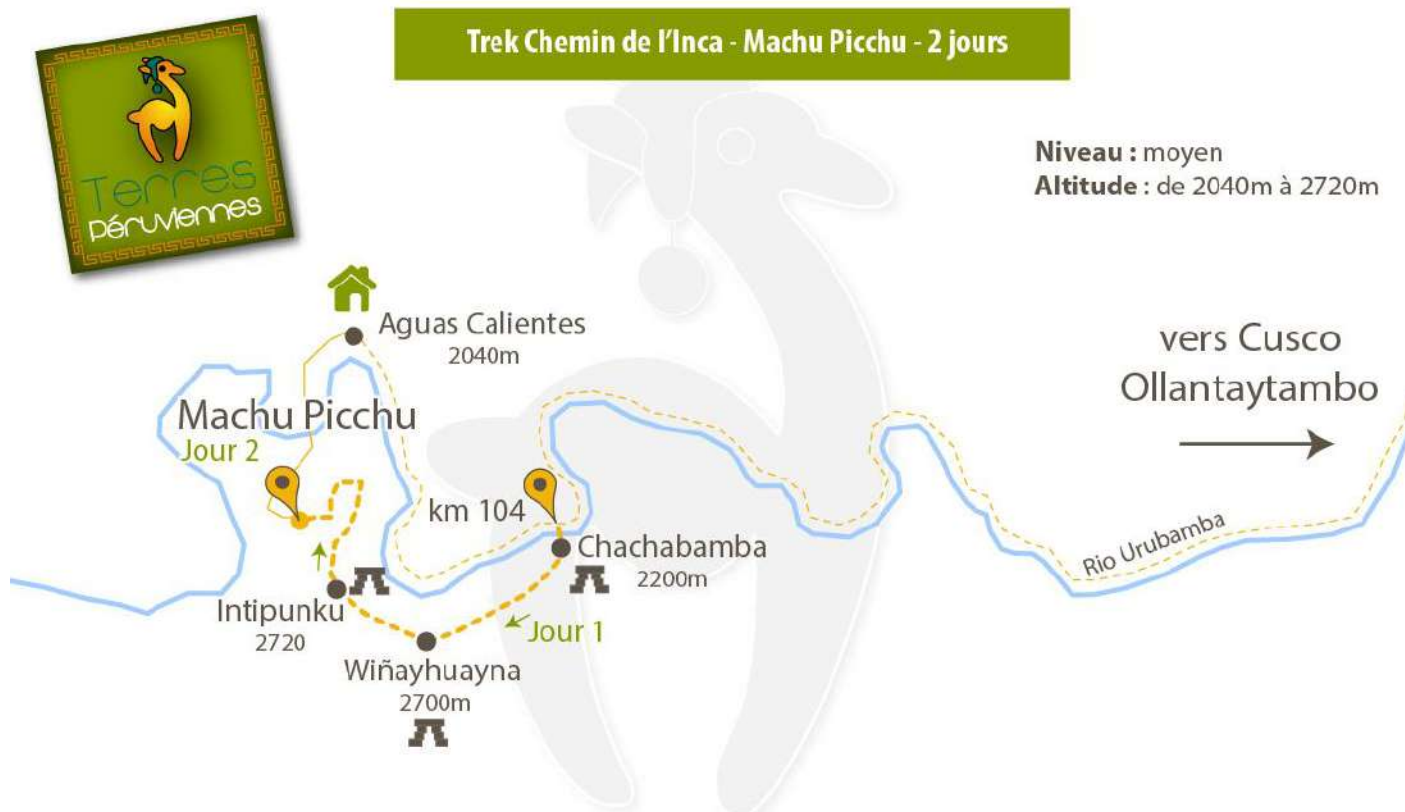 Trek Chemin de l'Inca - Machu Picchu - 2 jours
Terres
Péruviennes
Niveau : moyen
Altitude : de 2040m à 2720m
Aguas Calientes
2040m
vers Cusco
Ollantaytambo
Machu Picchu
Jour 2
km 104
Chachabamba
2200m
Rio Urubamba
Intipunku
2720
Jour 1
Wiñayhuayna
2700m